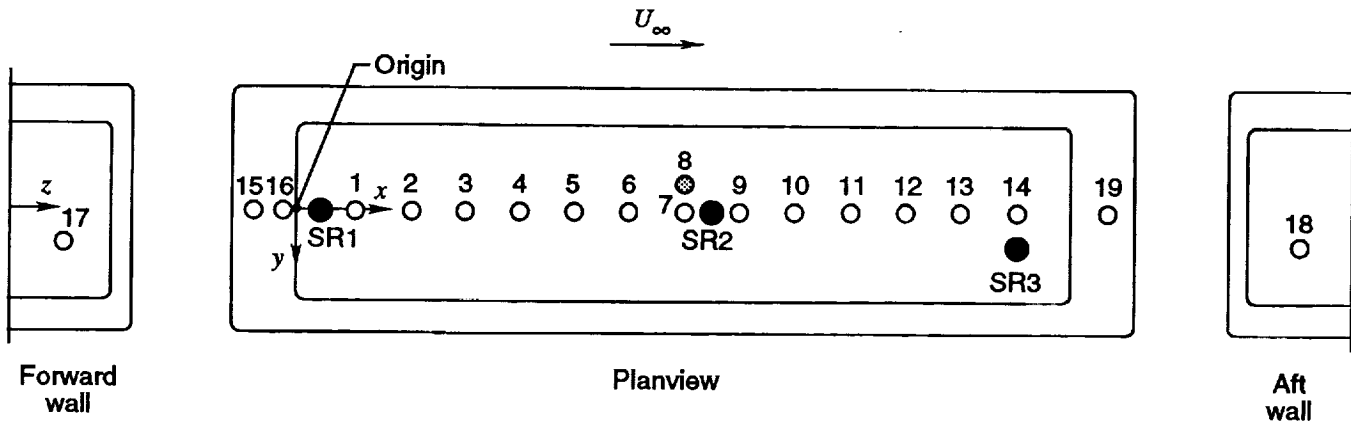 U∞
Origin
z
17
15 16 1 x 2 3 4 5 6 8 9 10 11 12 13 14 19
7
SR1 SR2
y
SR3
18
Forward
wall
Planview
Aft
wall